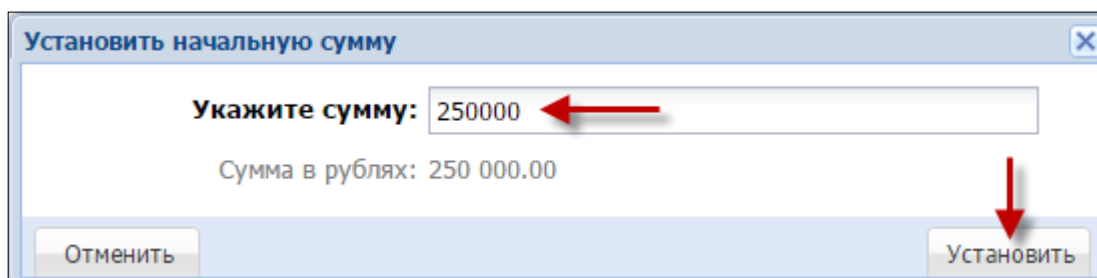 Установить начальную сумму
Укажите сумму: 250000
Сумма в рублях: 250 000.00
Отменить Установить